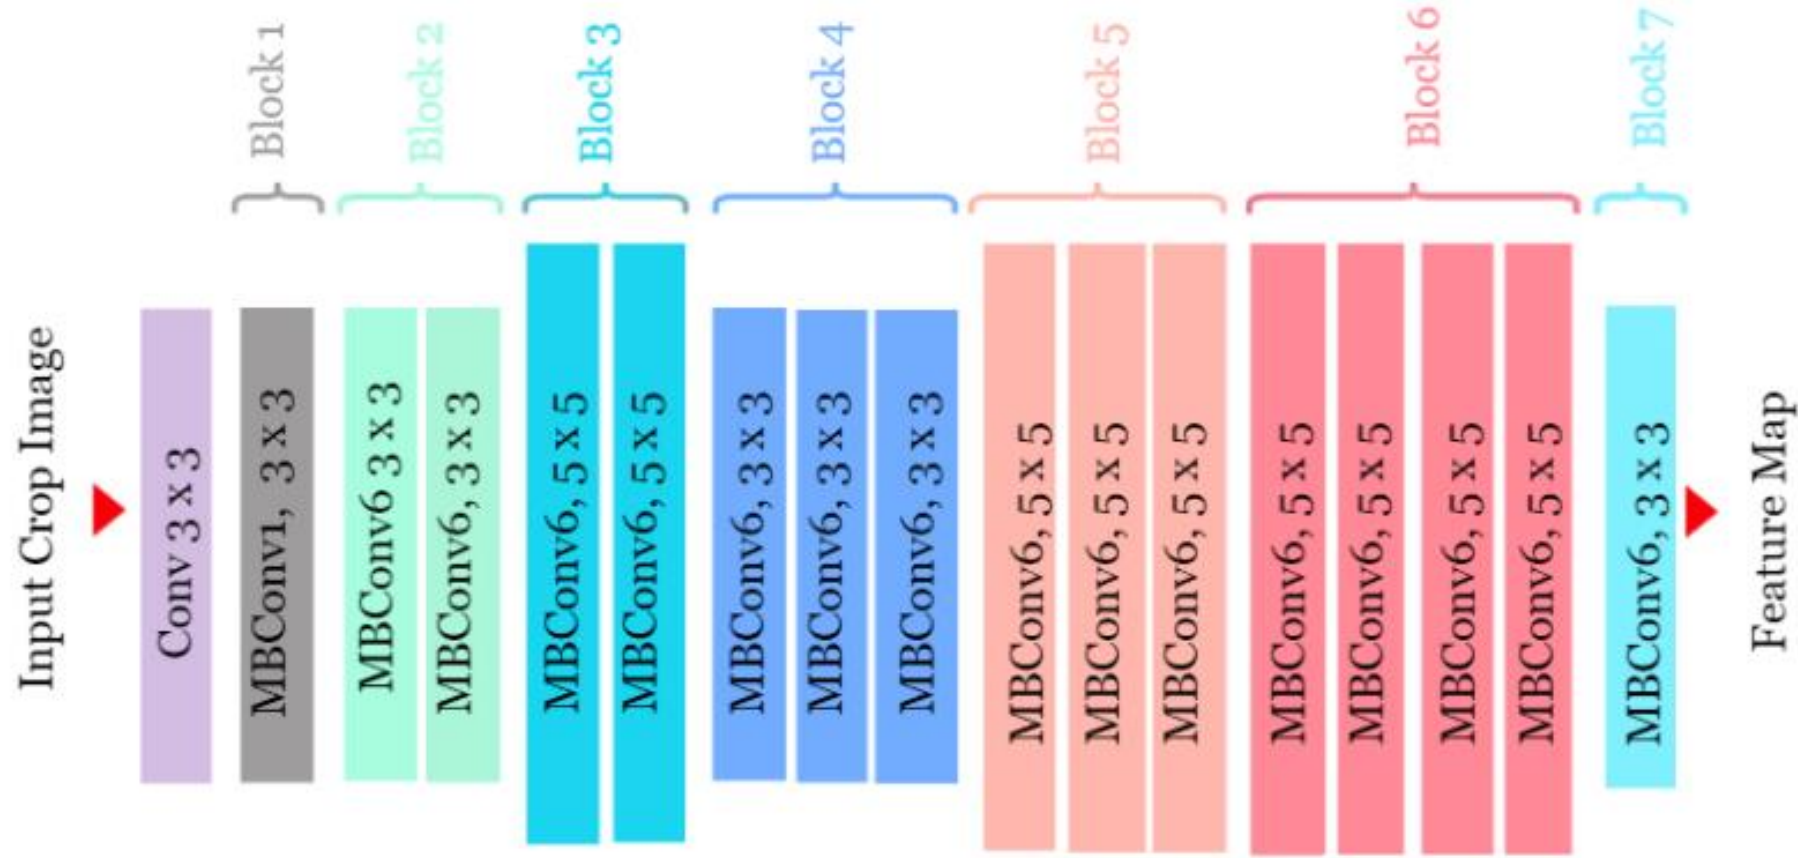 Input Crop Image
Conv 3 x 3
Block 1
MBConv1, 3 x 3
Block 2
MBConv6 3 x 3
MBConv6, 3 x 3
Block 3
MBConv6, 5 x 5
MBConv6, 5 x 5
Block 4
MBConv6, 3 x 3
MBConv6, 3 x 3
MBConv6, 3 x 3
Block 5
MBConv6, 5 x 5
MBConv6, 5 x 5
MBConv6, 5 x 5
Block 6
MBConv6, 5 x 5
MBConv6, 5 x 5
MBConv6, 5 x 5
MBConv6, 5 x 5
Block 7
MBConv6, 3 x 3
Feature Map